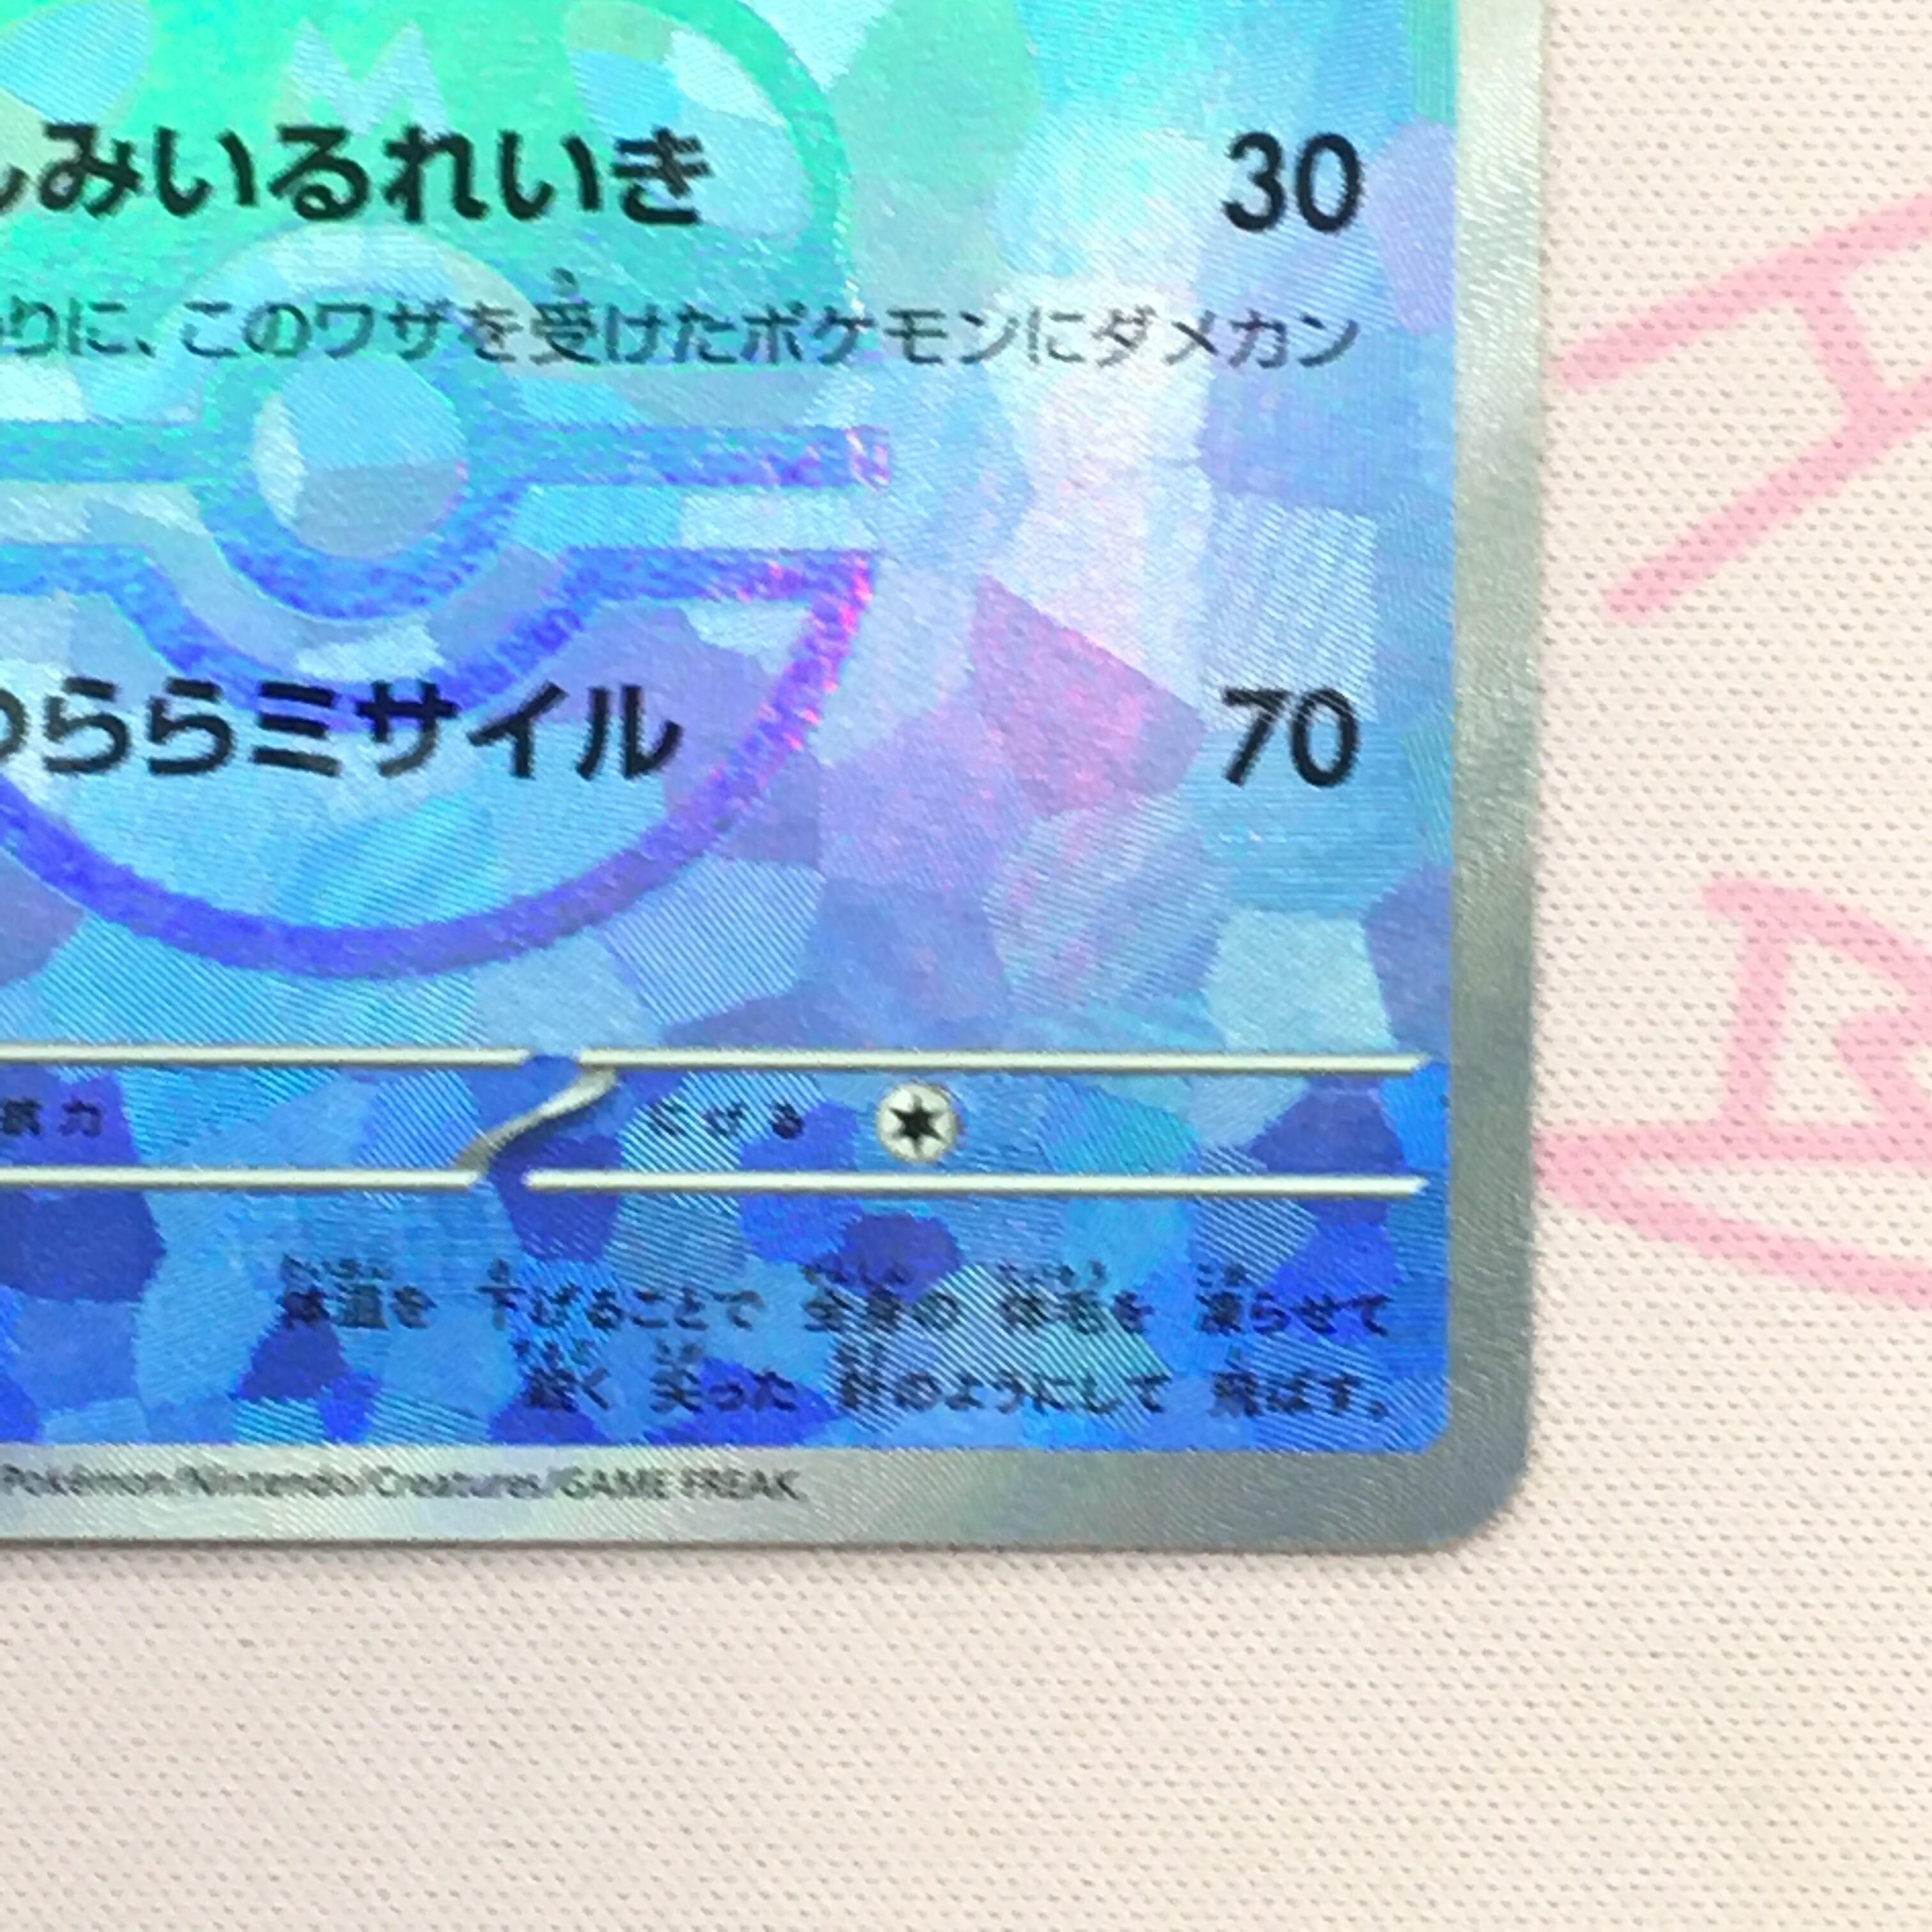 しみいるれいき 30
りに、このワザを受けたポケモンにダメカン
つららミサイル 70
抵抗力 にげる
体温を 下げることで 全身の 体毛を 凍らせて
鋭く 尖った 針のようにして 飛ばす。
Pokémon/Nintendo/Creatures/GAME FREAK